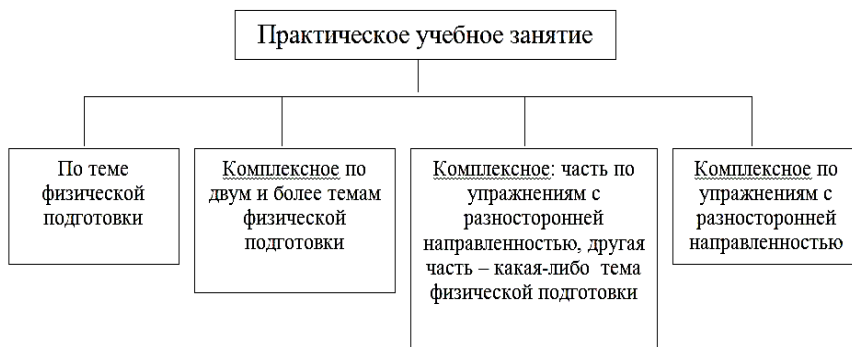 Практическое учебное занятие
По теме
физической
подготовки
Комплексное по
двум и более темам
физической
подготовки
Комплексное: часть по
упражнениям с
разносторонней
направленностью, другая
часть – какая-либо тема
физической подготовки
Комплексное по
упражнениям с
разносторонней
направленностью